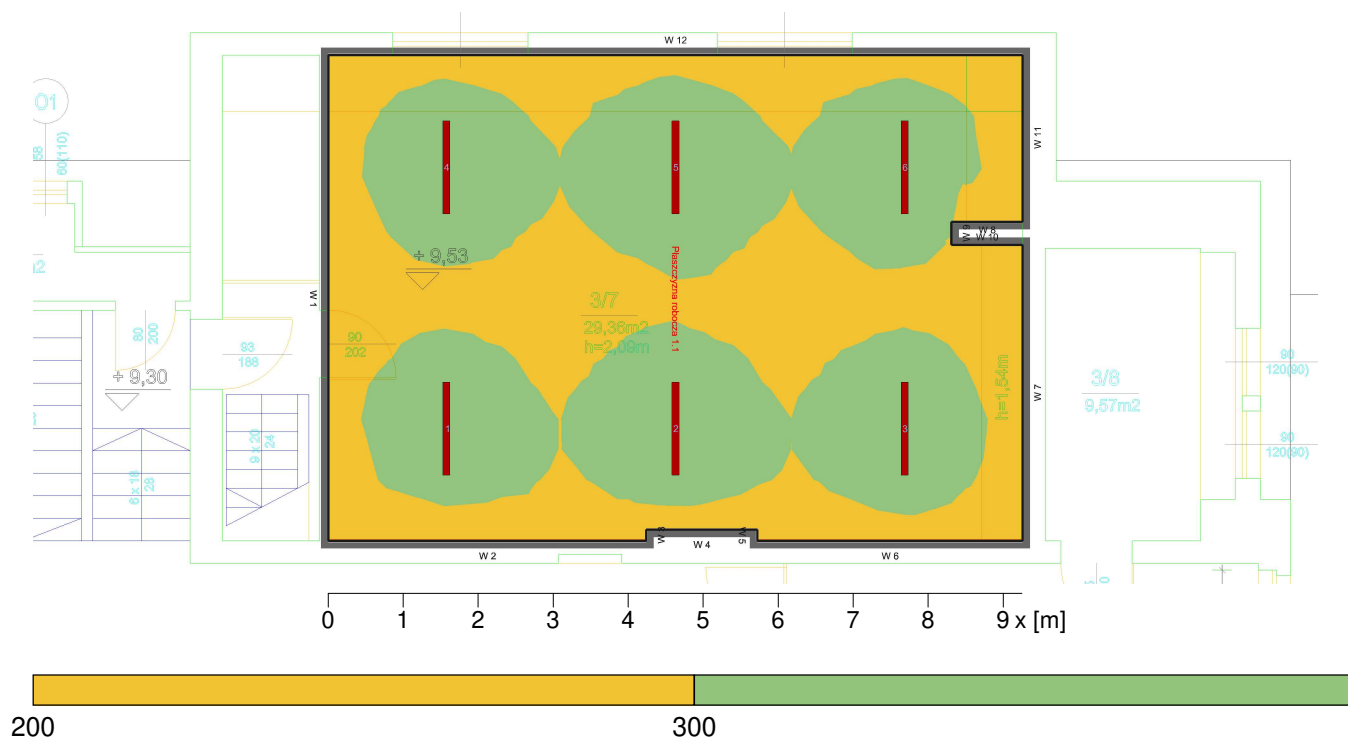 W 12
O1
58
60(110)
W 11
4
5
6
W 9
W 8
W 10
+ 9,53
Plaszczyzna robocza 1.1
W 1
3/7
29,36m2
h=2,09m
90
202
80
200
93
188
+ 9,30
h=1,54m
W 7
3/8
9,57m2
90
120(90)
90
120(90)
1
2
3
9 x 20
24
6 x 18
28
W 3
W 5
W 4
W 2
W 6
0 1 2 3 4 5 6 7 8 9 x [m]
200 300